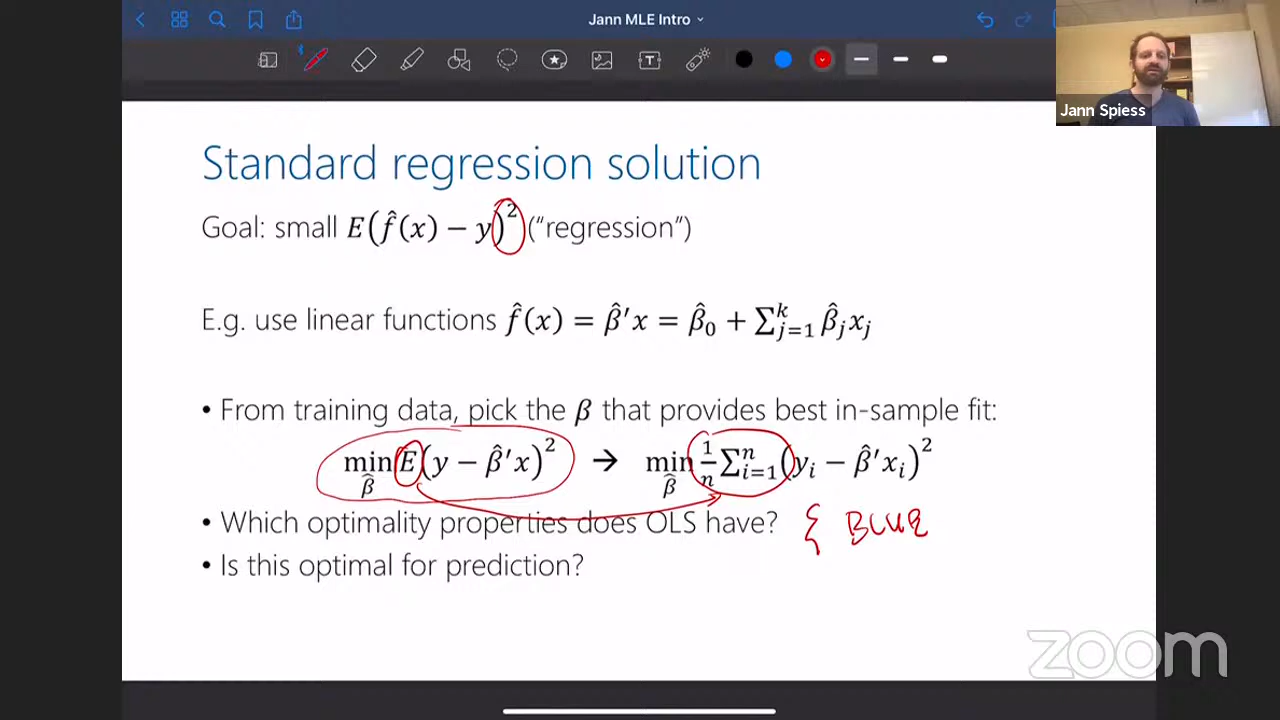 Jann MLE Intro
Jann Spiess
Standard regression solution
Goal: small E(f̂(x) − y)² (“regression”)
E.g. use linear functions f̂(x) = β̂′x = β̂₀ + ∑ᵏⱼ₌₁ β̂ⱼxⱼ
• From training data, pick the β that provides best in-sample fit:
min_β̂ E(y − β̂′x)² → min_β̂ 1/n ∑ⁿᵢ₌₁(yᵢ − β̂′xᵢ)²
• Which optimality properties does OLS have? { BLUE
• Is this optimal for prediction?
zoom